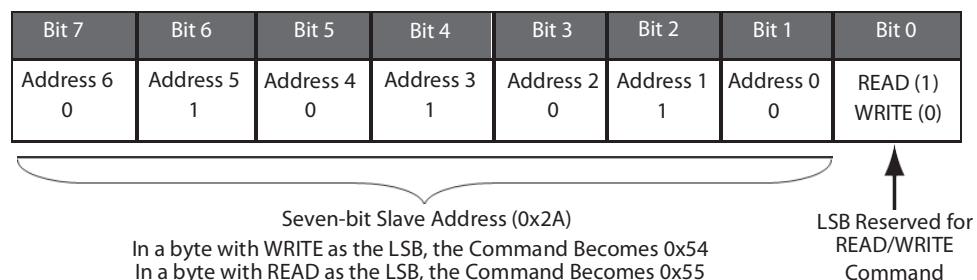 Bit 7 Bit 6 Bit 5 Bit 4 Bit 3 Bit 2 Bit 1 Bit 0
Address 6 Address 5 Address 4 Address 3 Address 2 Address 1 Address 0 READ (1)
0 1 0 1 0 1 0 WRITE (0)
Seven-bit Slave Address (0x2A)
In a byte with WRITE as the LSB, the Command Becomes 0x54
In a byte with READ as the LSB, the Command Becomes 0x55
LSB Reserved for
READ/WRITE
Command